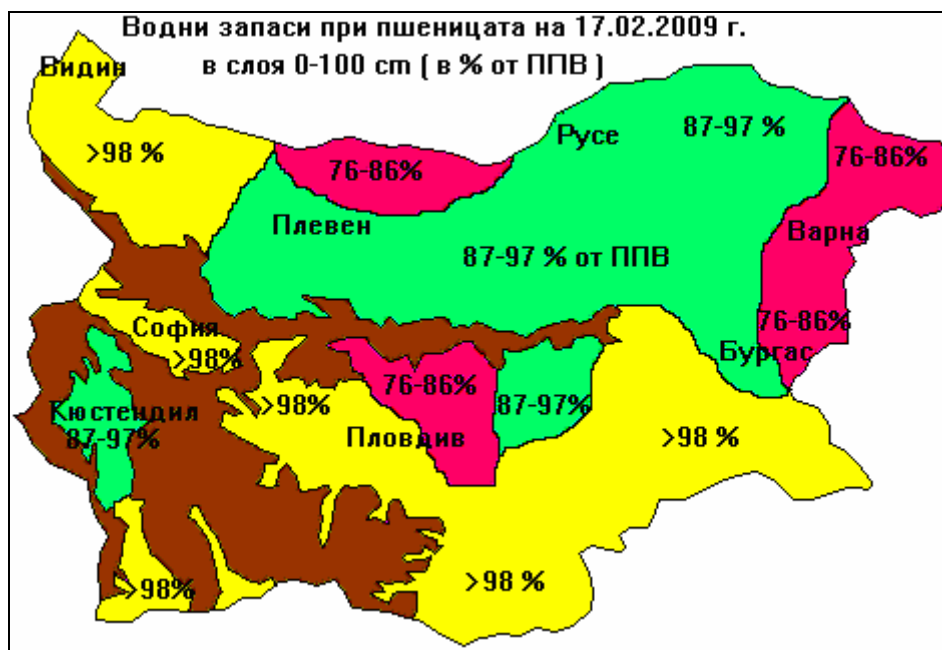 Водни запаси при пшеницата на 17.02.2009 г.
в слоя 0-100 cm ( в % от ППВ )
Видин
>98 %
76-86%
Русе
87-97 %
76-86%
Плевен
87-97 % от ППВ
Варна
София
>98%
76-86%
Бургас
76-86%
87-97%
>98%
Кюстендил
87-97%
Пловдив
>98 %
>98%
>98 %